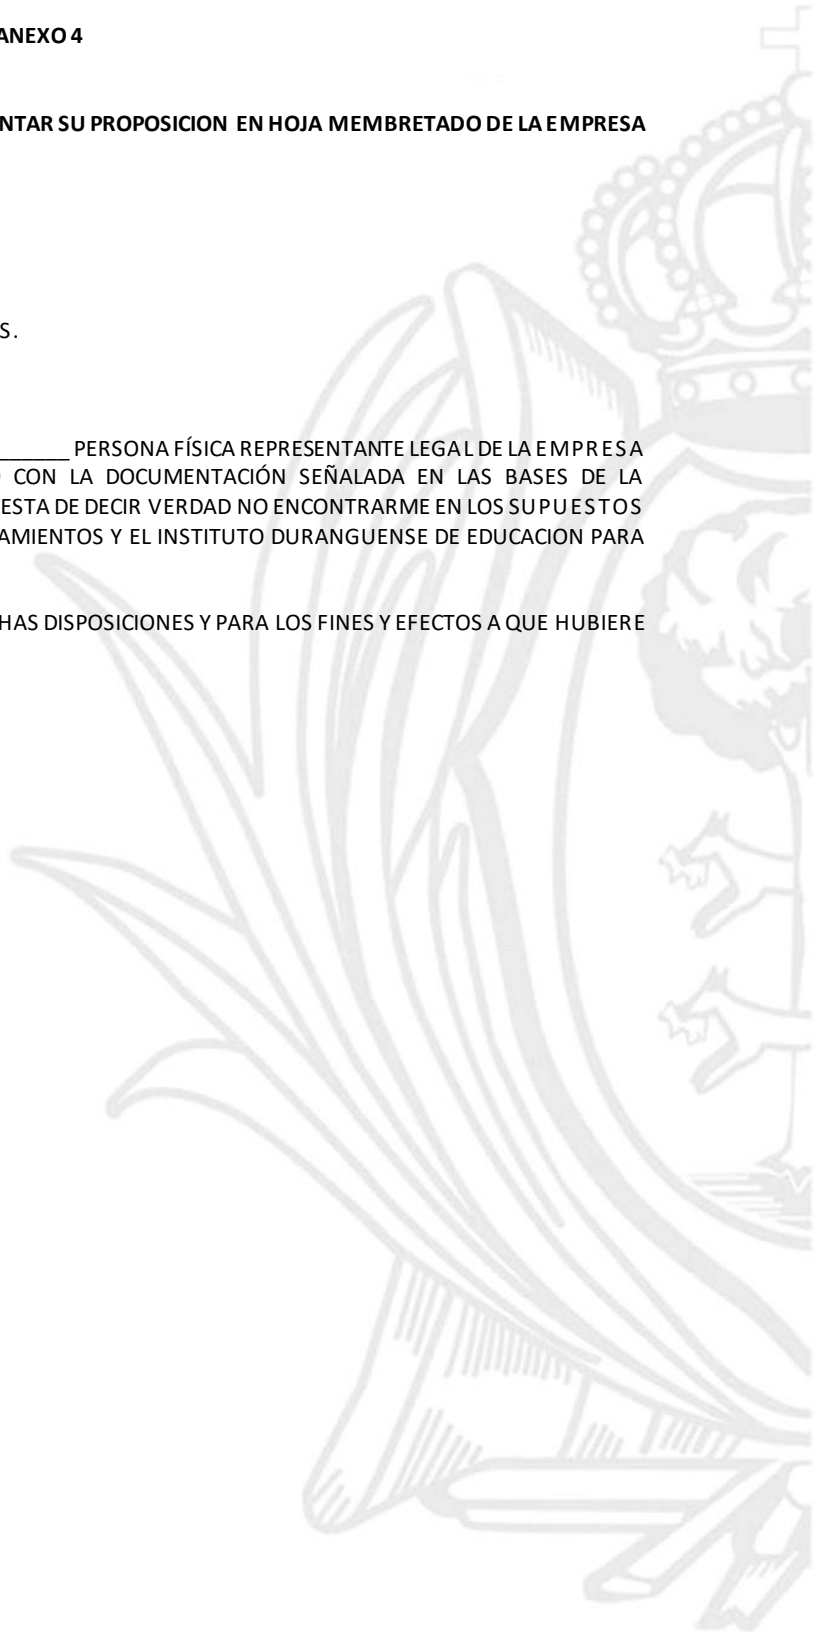 ANEXO 4
NTAR SU PROPOSICION EN HOJA MEMBRETADO DE LA EMPRESA
S.
______ PERSONA FÍSICA REPRESENTANTE LEGAL DE LA EMPRESA
CON LA DOCUMENTACIÓN SEÑALADA EN LAS BASES DE LA
ESTA DE DECIR VERDAD NO ENCONTRARME EN LOS SUPUESTOS
AMIENTOS Y EL INSTITUTO DURANGUENSE DE EDUCACION PARA
HAS DISPOSICIONES Y PARA LOS FINES Y EFECTOS A QUE HUBIERE